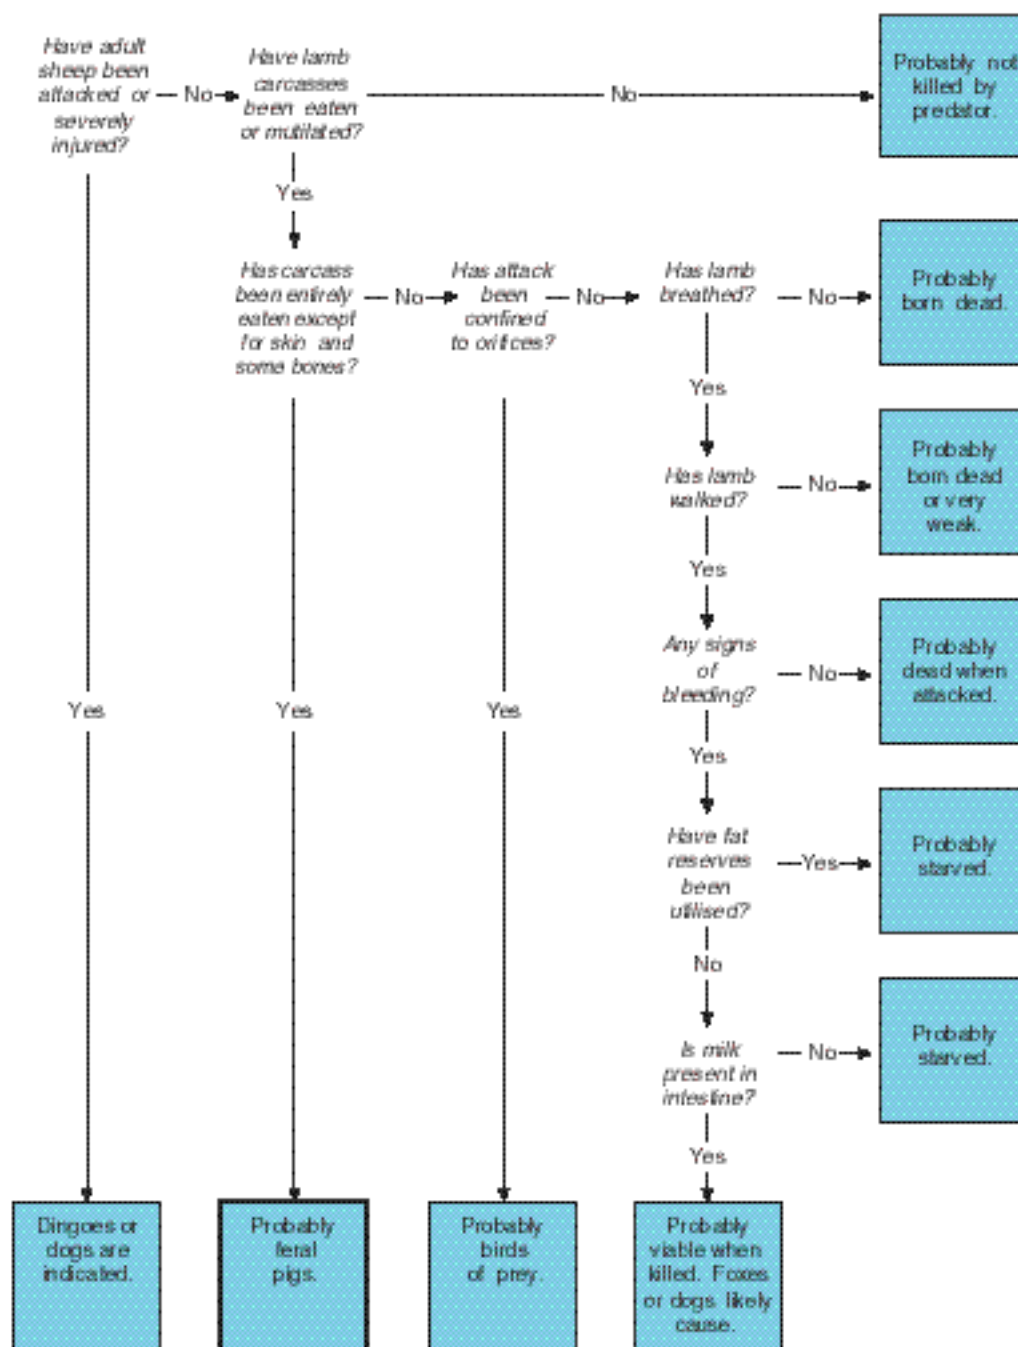 Have adult
sheep been
attacked or
severely
injured?
No
Have lamb
carcasses
been eaten
or mutilated?
No
Probably not
killed by
predator.
Yes
Has carcass
been entirely
eaten except
for skin and
some bones?
No
Has attack
been
confined
to orifices?
No
Has lamb
breathed?
No
Probably
born dead.
Yes
Has lamb
walked?
No
Probably
born dead
or very
weak.
Yes
Any signs
of
bleeding?
No
Probably
dead when
attacked.
Yes
Yes
Yes
Yes
Have fat
reserves
been
utilised?
Yes
Probably
starved.
No
Is milk
present in
intestine?
No
Probably
starved.
Yes
Dingoes or
dogs are
indicated.
Probably
feral
pigs.
Probably
birds
of prey.
Probably
viable when
killed. Foxes
or dogs likely
cause.